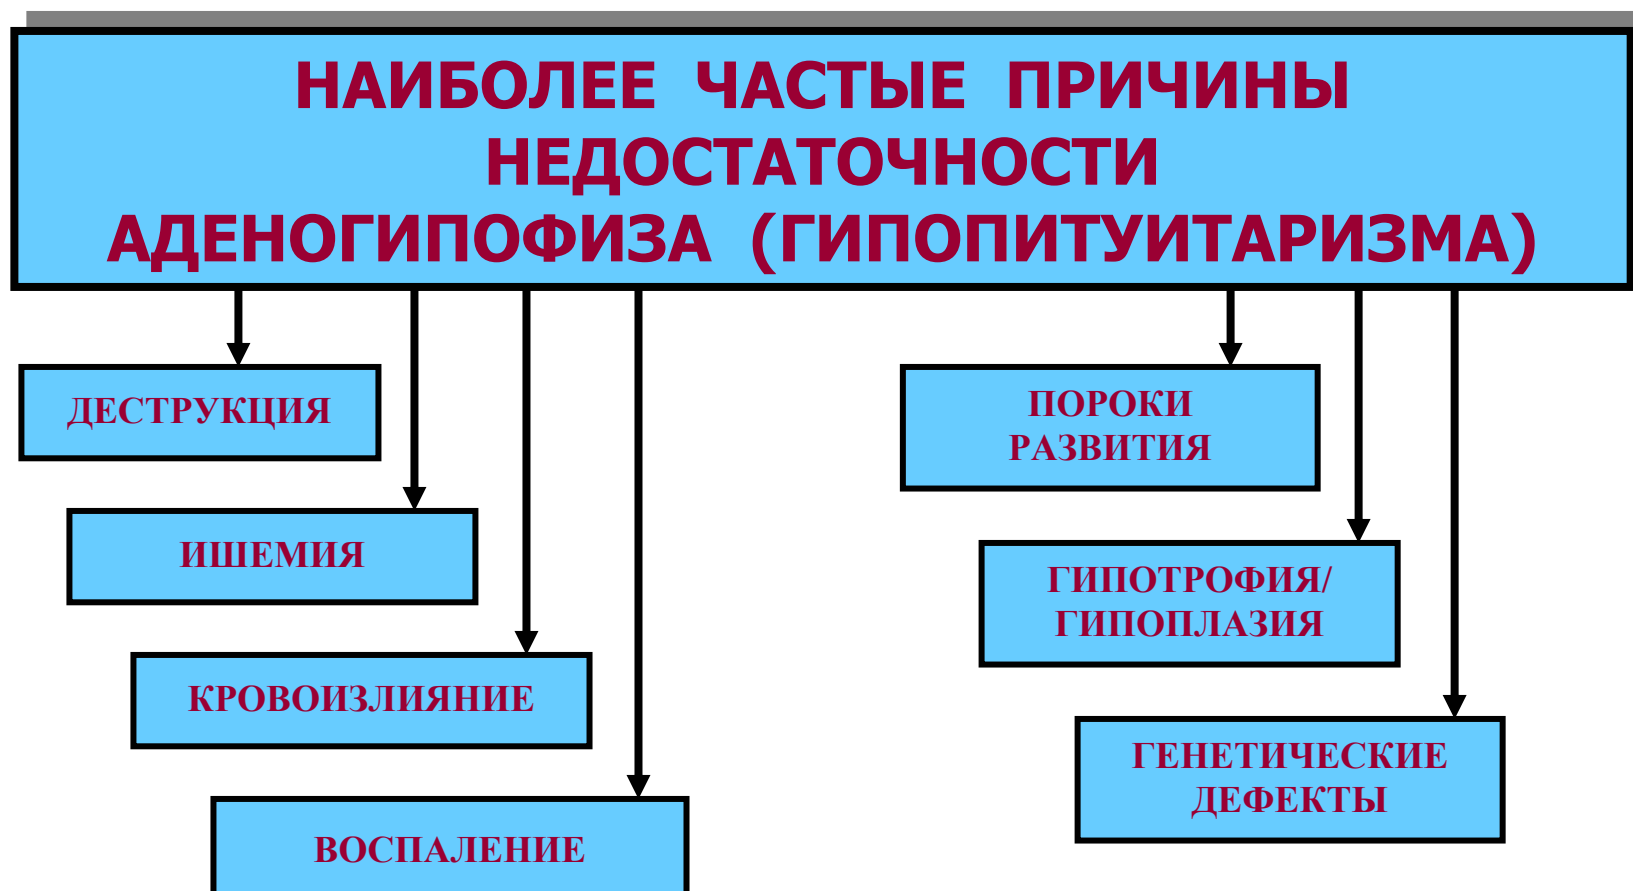 НАИБОЛЕЕ ЧАСТЫЕ ПРИЧИНЫ
НЕДОСТАТОЧНОСТИ
АДЕНОГИПОФИЗА (ГИПОПИТУИТАРИЗМА)
ДЕСТРУКЦИЯ
ИШЕМИЯ
КРОВОИЗЛИЯНИЕ
ВОСПАЛЕНИЕ
ПОРОКИ
РАЗВИТИЯ
ГИПОТРОФИЯ/
ГИПОПЛАЗИЯ
ГЕНЕТИЧЕСКИЕ
ДЕФЕКТЫ